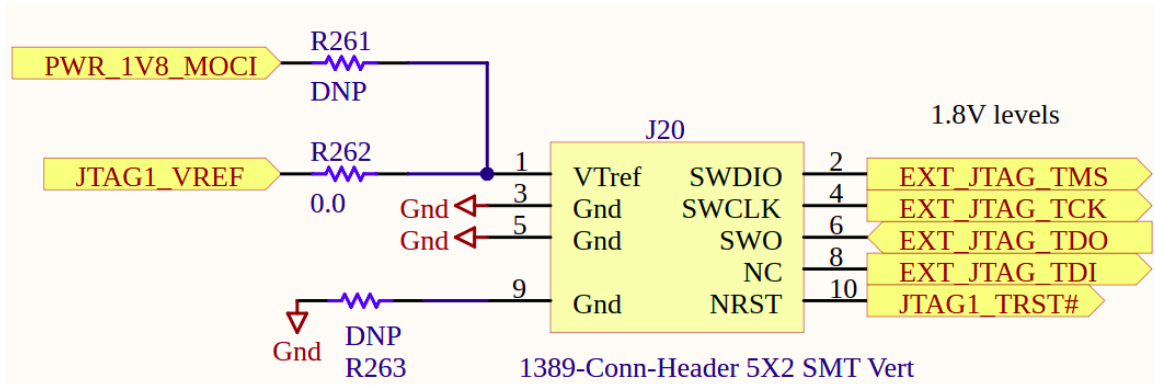 R261
PWR_1V8_MOCI
DNP
1.8V levels
J20
R262
JTAG1_VREF
0.0
1 VTref SWDIO 2 EXT_JTAG_TMS
Gnd 3 Gnd SWCLK 4 EXT_JTAG_TCK
Gnd 5 Gnd SWO 6 EXT_JTAG_TDO
NC 8 EXT_JTAG_TDI
9 Gnd NRST 10 JTAG1_TRST#
Gnd
DNP
R263
1389-Conn-Header 5X2 SMT Vert